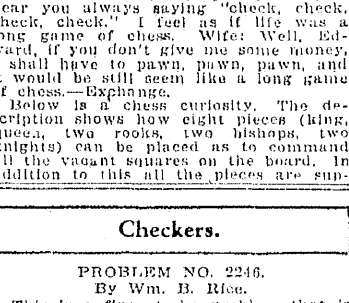 ear you always saying "check, check,
heck, check." I feel as if life was a
ong game of chess. Wife: Well, Ed-
ward, if you don't give me some money,
shall have to pawn, pawn, pawn, and
t would be still seem like a long game
f chess.—Exchange.
Below is a chess curiosity. The de-
cription shows how eight pieces (king,
queen, two rooks, two bishops, two
knights) can be placed as to command
ll the vacant squares on the board. In
ddition to this all the pieces are sup-
Checkers.
PROBLEM NO. 2246.
By Wm. B. Rice.